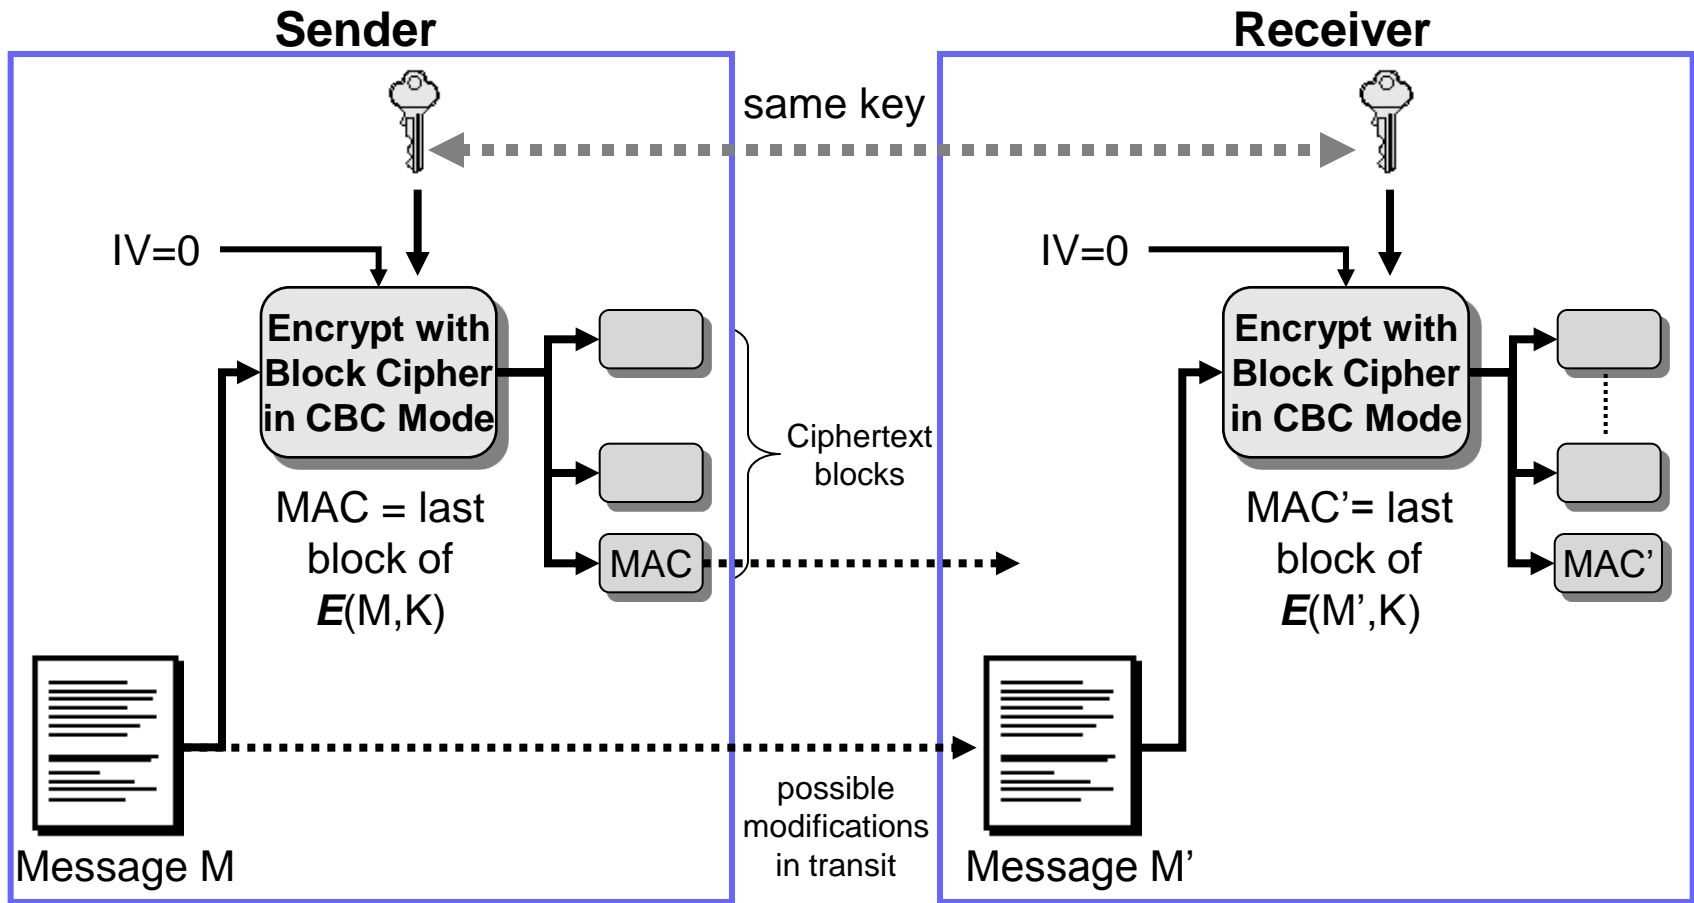 Sender
Receiver
same key
IV=0
IV=0
Encrypt with
Block Cipher
in CBC Mode
Encrypt with
Block Cipher
in CBC Mode
Ciphertext
blocks
MAC = last
block of
E(M,K)
MAC
MAC’= last
block of
E(M’,K)
MAC’
possible
modifications
in transit
Message M
Message M’